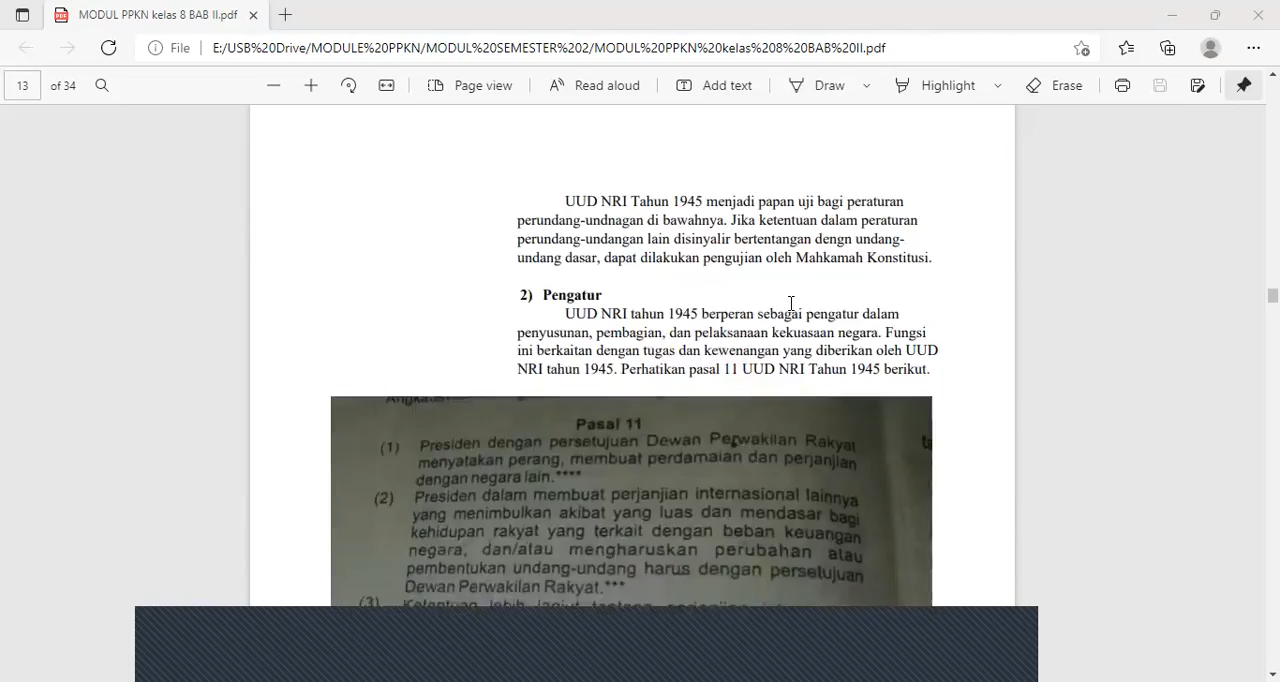 MODUL PPKN kelas 8 BAB II.pdf
File
E:/USB%20Drive/MODULE%20PPKN/MODUL%20SEMESTER%202/MODUL%20PPKN%20kelas%208%20BAB%20II.pdf
13 of 34
Page view
Read aloud
Add text
Draw
Highlight
Erase
UUD NRI Tahun 1945 menjadi papan uji bagi peraturan
perundang-undnagan di bawahnya. Jika ketentuan dalam peraturan
perundang-undangan lain disinyalir bertentangan dengn undang-
undang dasar, dapat dilakukan pengujian oleh Mahkamah Konstitusi.
2) Pengatur
UUD NRI tahun 1945 berperan sebagai pengatur dalam
penyusunan, pembagian, dan pelaksanaan kekuasaan negara. Fungsi
ini berkaitan dengan tugas dan kewenangan yang diberikan oleh UUD
NRI tahun 1945. Perhatikan pasal 11 UUD NRI Tahun 1945 berikut.
Pasal 11
(1) Presiden dengan persetujuan Dewan Perwakilan Rakyat
menyatakan perang, membuat perdamaian dan perjanjian
dengan negara lain.****
(2) Presiden dalam membuat perjanjian internasional lainnya
yang menimbulkan akibat yang luas dan mendasar bagi
kehidupan rakyat yang terkait dengan beban keuangan
negara, dan/atau mengharuskan perubahan atau
pembentukan undang-undang harus dengan persetujuan
Dewan Perwakilan Rakyat.***
(3)